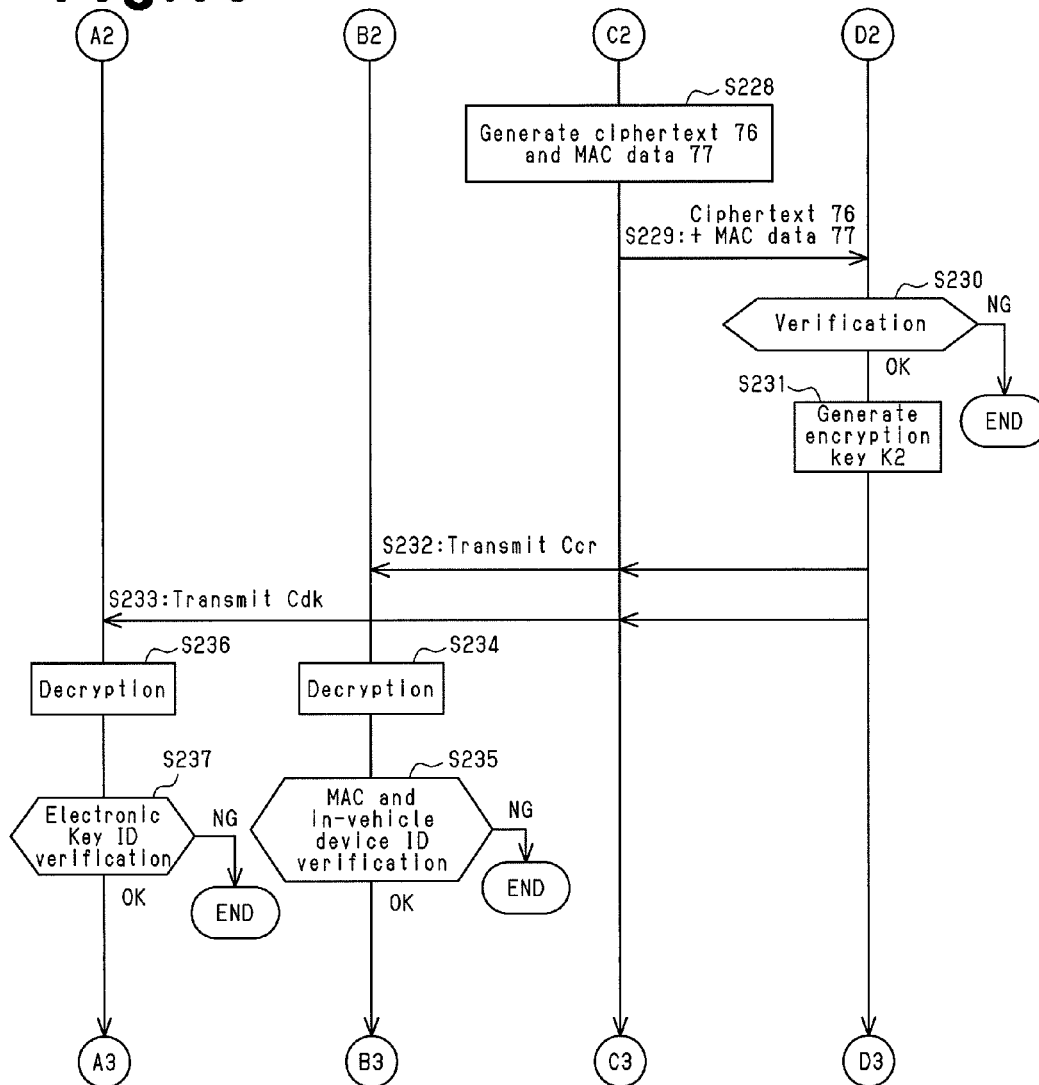 A2
B2
C2
D2
S228
Generate ciphertext 76
and MAC data 77
Ciphertext 76
S229:+ MAC data 77
S230
Verification
NG
OK
S231
Generate
encryption
key K2
END
S232:Transmit Ccr
S233:Transmit Cdk
S236
Decryption
S234
Decryption
S237
Electronic
Key ID
verification
NG
OK
END
S235
MAC and
in-vehicle
device ID
verification
NG
OK
END
A3
B3
C3
D3